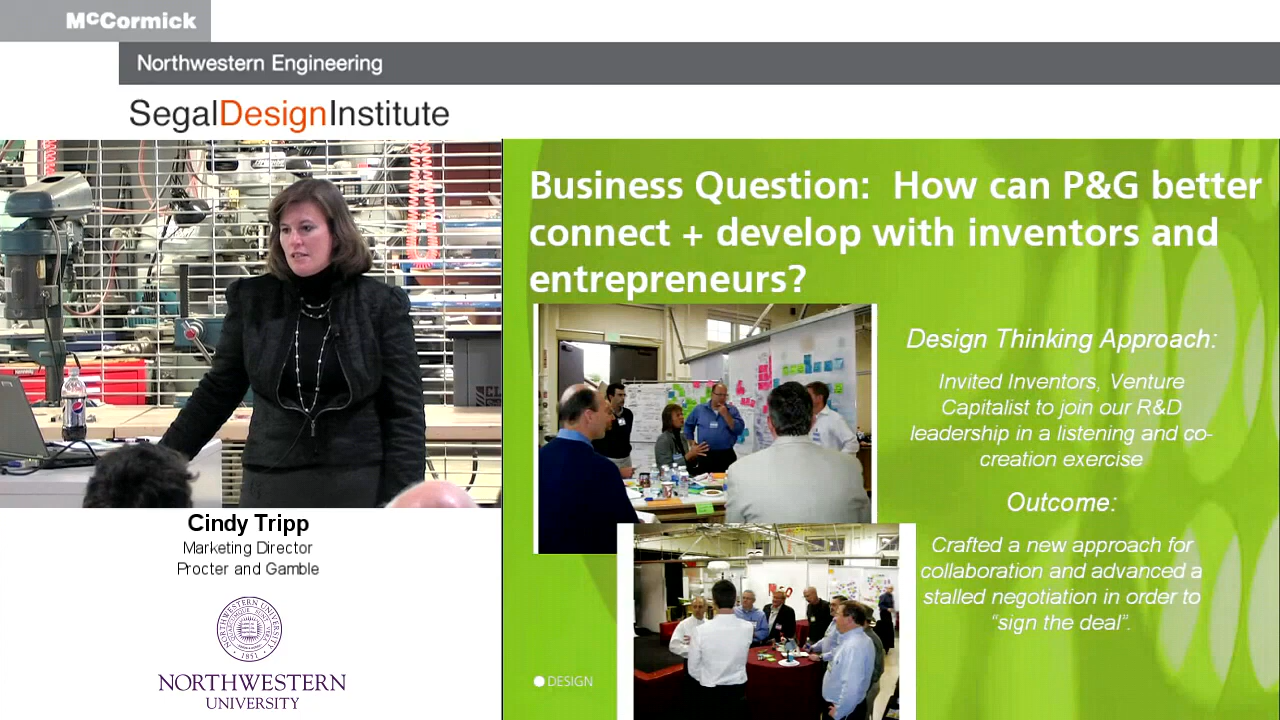 McCormick
Northwestern Engineering
SegalDesignInstitute
Business Question: How can P&G better
connect + develop with inventors and
entrepreneurs?
Design Thinking Approach:
Invited Inventors, Venture
Capitalist to join our R&D
leadership in a listening and co-
creation exercise
Outcome:
Crafted a new approach for
collaboration and advanced a
stalled negotiation in order to
“sign the deal”.
DESIGN
Cindy Tripp
Marketing Director
Procter and Gamble
1851
NORTHWESTERN
UNIVERSITY